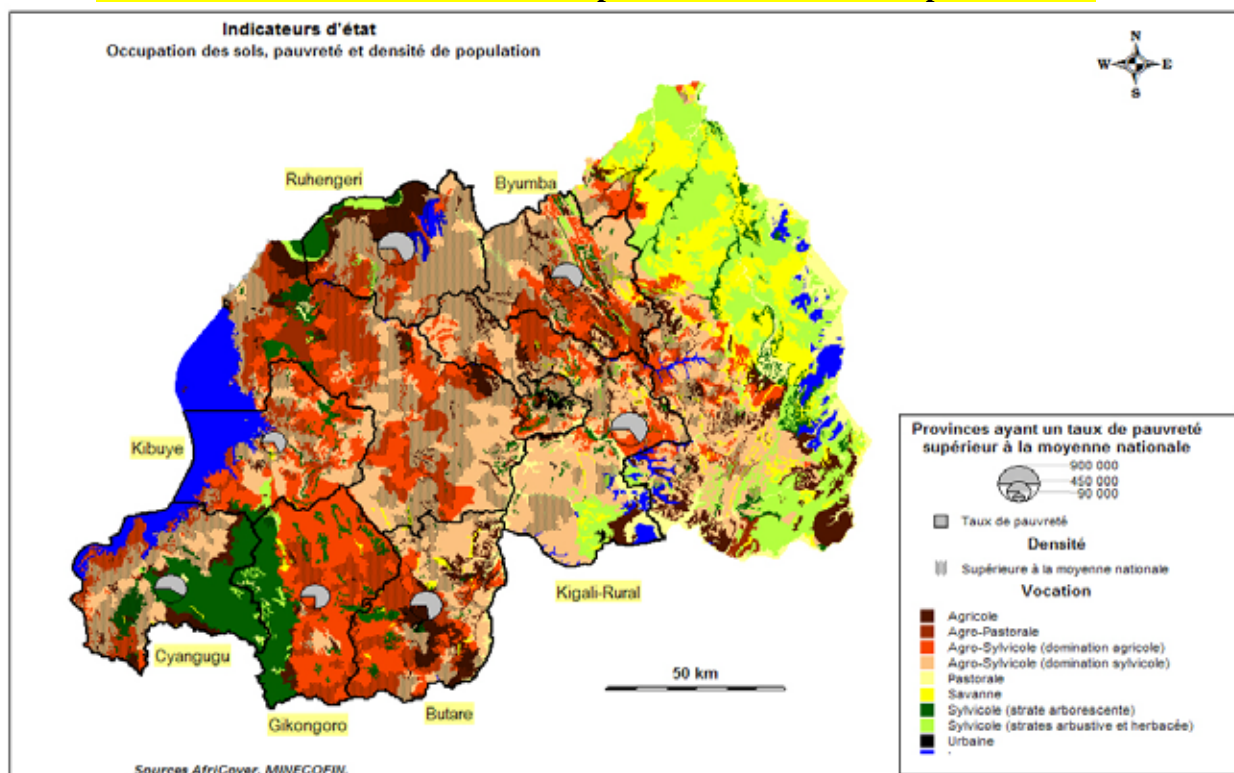 Indicateurs d'état
Occupation des sols, pauvreté et densité de population
N
W E
S
Ruhengeri
Byumba
Kibuye
Kigali-Rural
Cyangugu
Gikongoro
Butare
50 km
Provinces ayant un taux de pauvreté
supérieur à la moyenne nationale
900 000
450 000
90 000
Taux de pauvreté
Densité
Supérieure à la moyenne nationale
Vocation
Agricole
Agro-Pastorale
Agro-Sylvicole (domination agricole)
Agro-Sylvicole (domination sylvicole)
Pastorale
Savanne
Sylvicole (strate arborescente)
Sylvicole (strates arbustive et herbacée)
Urbaine
Sources AfriCover, MINECOFIN.